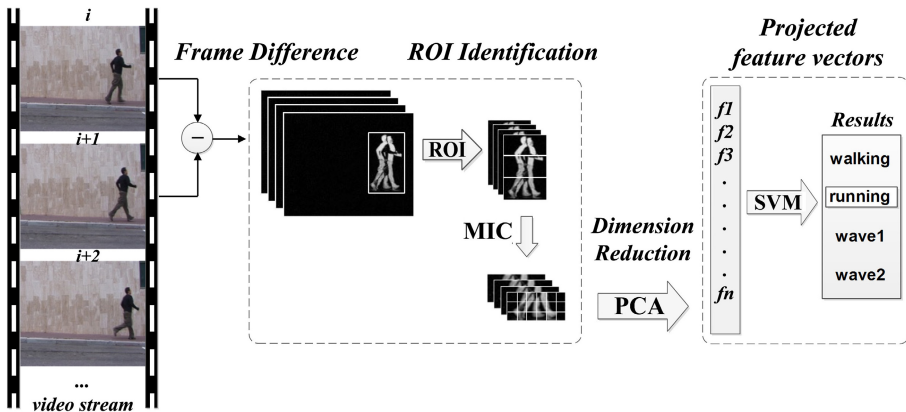 i
i+1
i+2
...
video stream
Frame Difference
−
ROI Identification
ROI
MIC
Dimension
Reduction
PCA
Projected
feature vectors
f1
f2
f3
.
.
.
.
.
fn
SVM
Results
walking
running
wave1
wave2